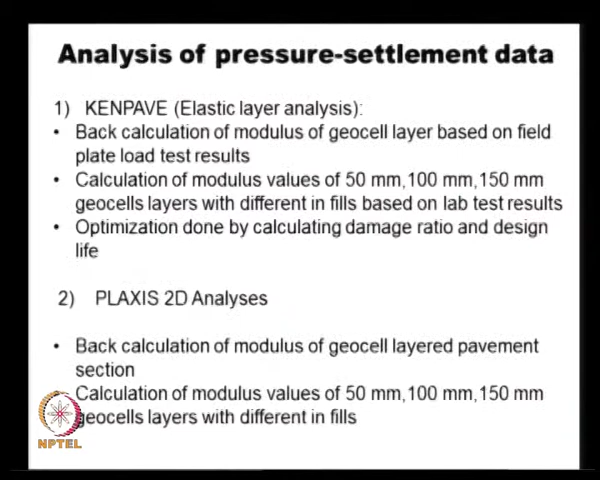 Analysis of pressure-settlement data
1) KENPAVE (Elastic layer analysis):
• Back calculation of modulus of geocell layer based on field
plate load test results
• Calculation of modulus values of 50 mm,100 mm,150 mm
geocells layers with different in fills based on lab test results
• Optimization done by calculating damage ratio and design
life
2) PLAXIS 2D Analyses
• Back calculation of modulus of geocell layered pavement
section
Calculation of modulus values of 50 mm,100 mm,150 mm
geocells layers with different in fills
NPTEL